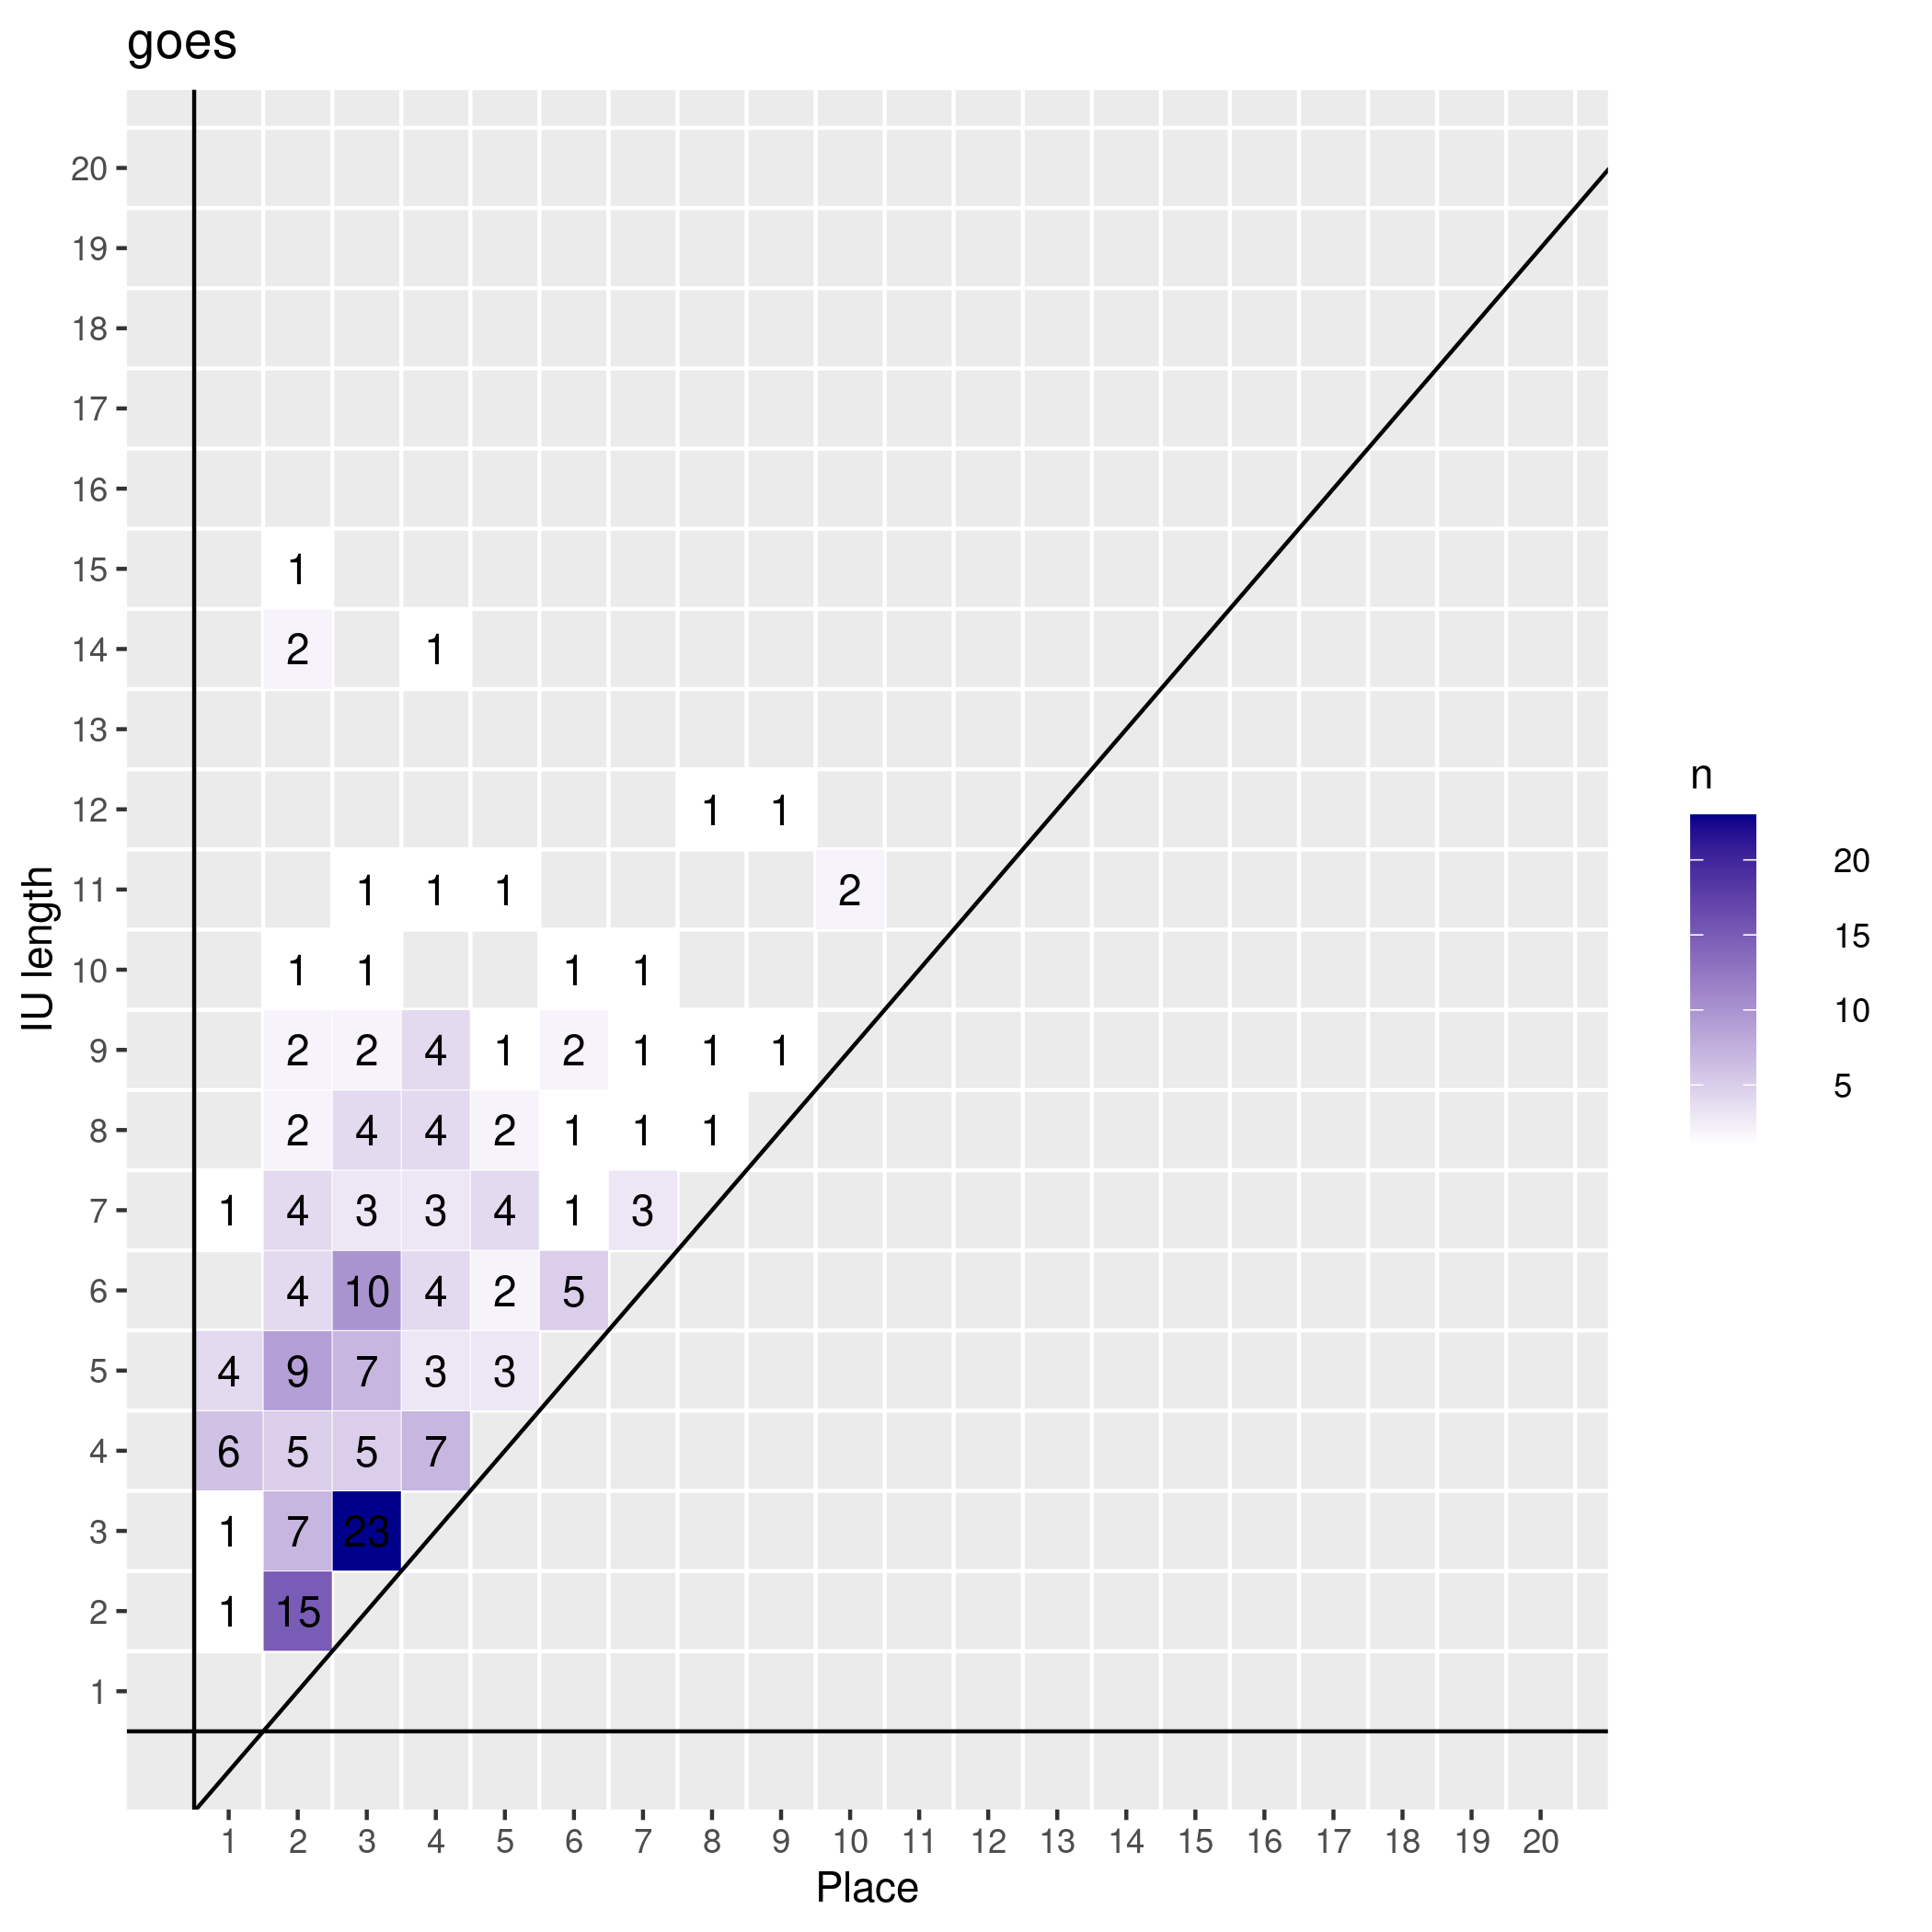 goes
20
19
18
17
16
15 1
14 2 1
13
12 1 1
11 1 1 1 2
10 1 1 1 1
9 2 2 4 1 2 1 1 1
8 2 4 4 2 1 1 1
7 1 4 3 3 4 1 3
6 4 10 4 2 5
5 4 9 7 3 3
4 6 5 5 7
3 1 7 23
2 1 15
1
1 2 3 4 5 6 7 8 9 10 11 12 13 14 15 16 17 18 19 20
Place
IU length
n
20
15
10
5